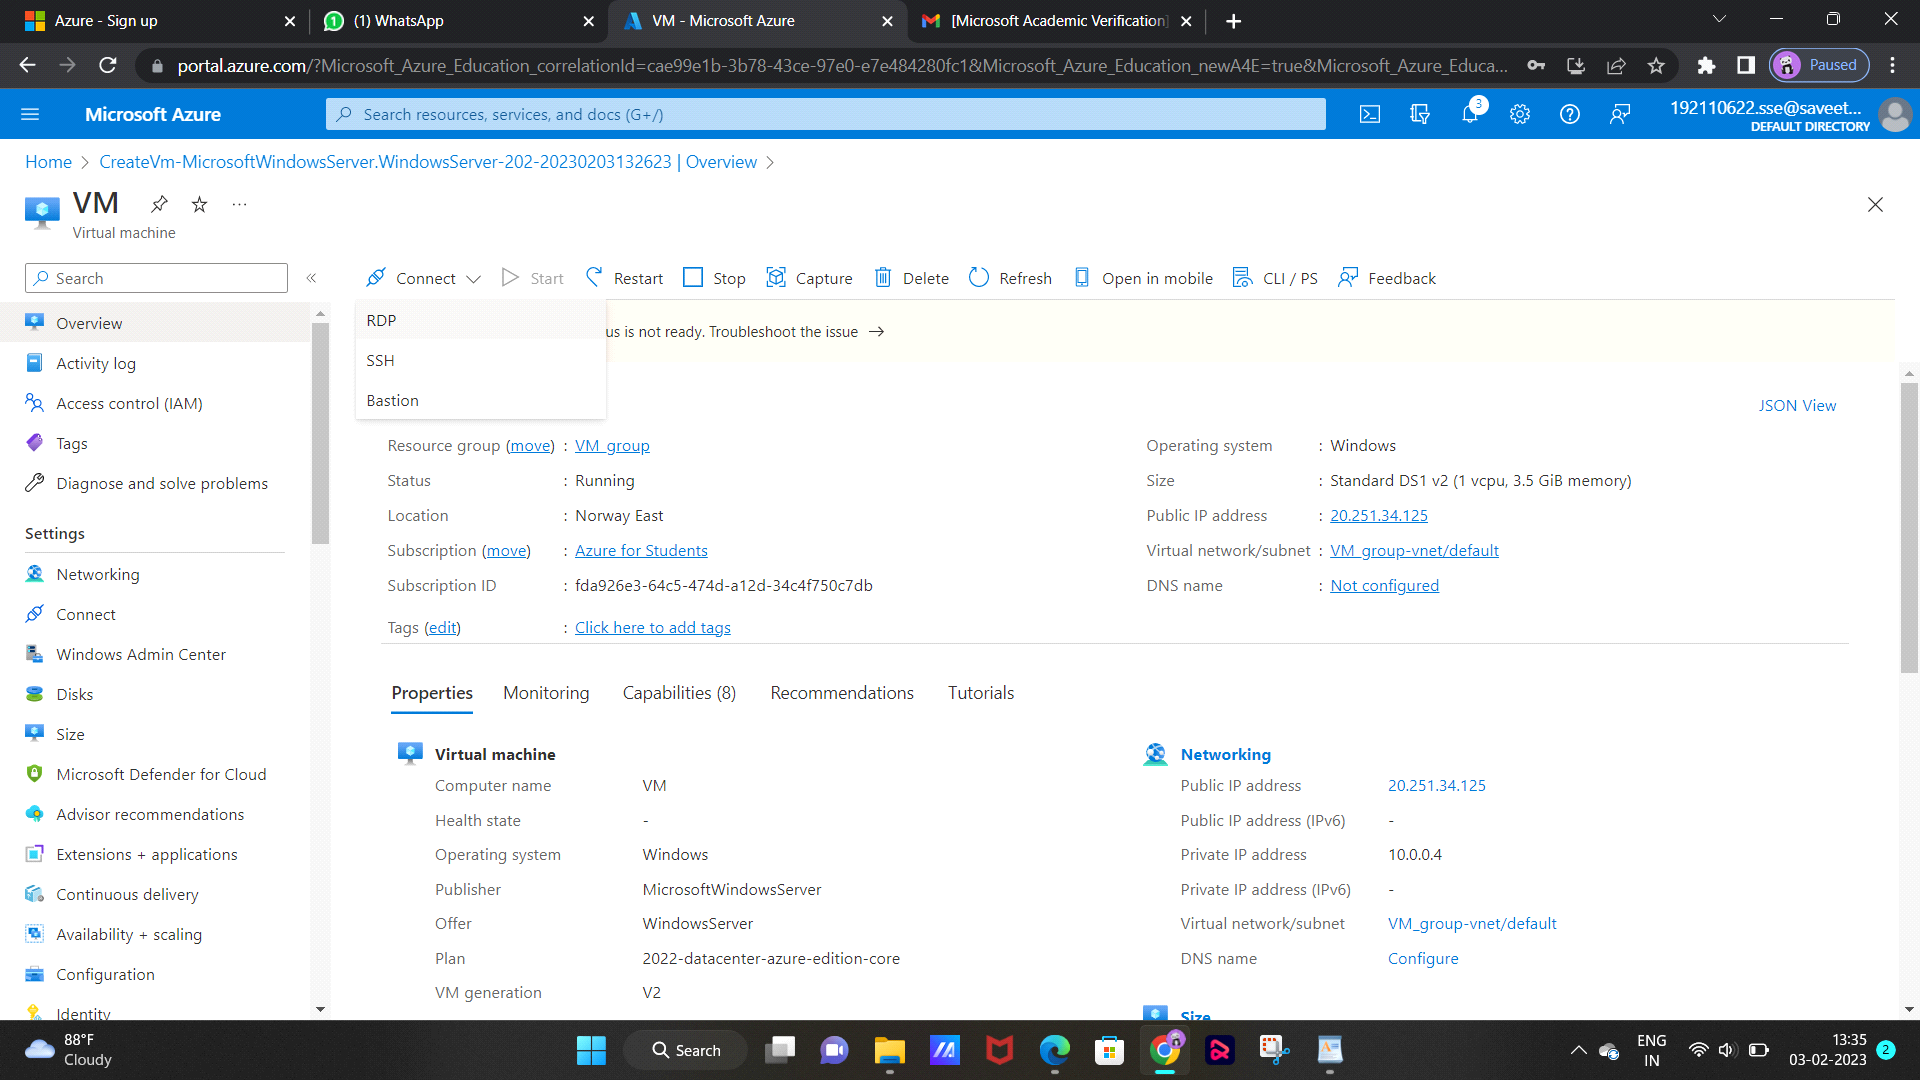 Azure - Sign up
(1) WhatsApp
VM - Microsoft Azure
[Microsoft Academic Verification]
portal.azure.com/?Microsoft_Azure_Education_correlationId=cae99e1b-3b78-43ce-97e0-e7e484280fc1&Microsoft_Azure_Education_newA4E=true&Microsoft_Azure_Educa...
Paused
Microsoft Azure
Search resources, services, and docs (G+/)
3
192110622.sse@saveet...
DEFAULT DIRECTORY
Home > CreateVm-MicrosoftWindowsServer.WindowsServer-202-20230203132623 | Overview >
VM
...
Virtual machine
Search
«
Connect
Start
Restart
Stop
Capture
Delete
Refresh
Open in mobile
CLI / PS
Feedback
RDP
SSH
Bastion
us is not ready. Troubleshoot the issue →
JSON View
Overview
Activity log
Access control (IAM)
Tags
Diagnose and solve problems
Settings
Networking
Connect
Windows Admin Center
Disks
Size
Microsoft Defender for Cloud
Advisor recommendations
Extensions + applications
Continuous delivery
Availability + scaling
Configuration
Identity
Resource group (move) : VM_group
Status : Running
Location : Norway East
Subscription (move) : Azure for Students
Subscription ID : fda926e3-64c5-474d-a12d-34c4f750c7db
Tags (edit) : Click here to add tags
Operating system : Windows
Size : Standard DS1 v2 (1 vcpu, 3.5 GiB memory)
Public IP address : 20.251.34.125
Virtual network/subnet : VM_group-vnet/default
DNS name : Not configured
Properties
Monitoring
Capabilities (8)
Recommendations
Tutorials
Virtual machine
Computer name VM
Health state -
Operating system Windows
Publisher MicrosoftWindowsServer
Offer WindowsServer
Plan 2022-datacenter-azure-edition-core
VM generation V2
Networking
Public IP address 20.251.34.125
Public IP address (IPv6) -
Private IP address 10.0.0.4
Private IP address (IPv6) -
Virtual network/subnet VM_group-vnet/default
DNS name Configure
Size
88°F
Cloudy
Search
ENG
IN
13:35
03-02-2023
2